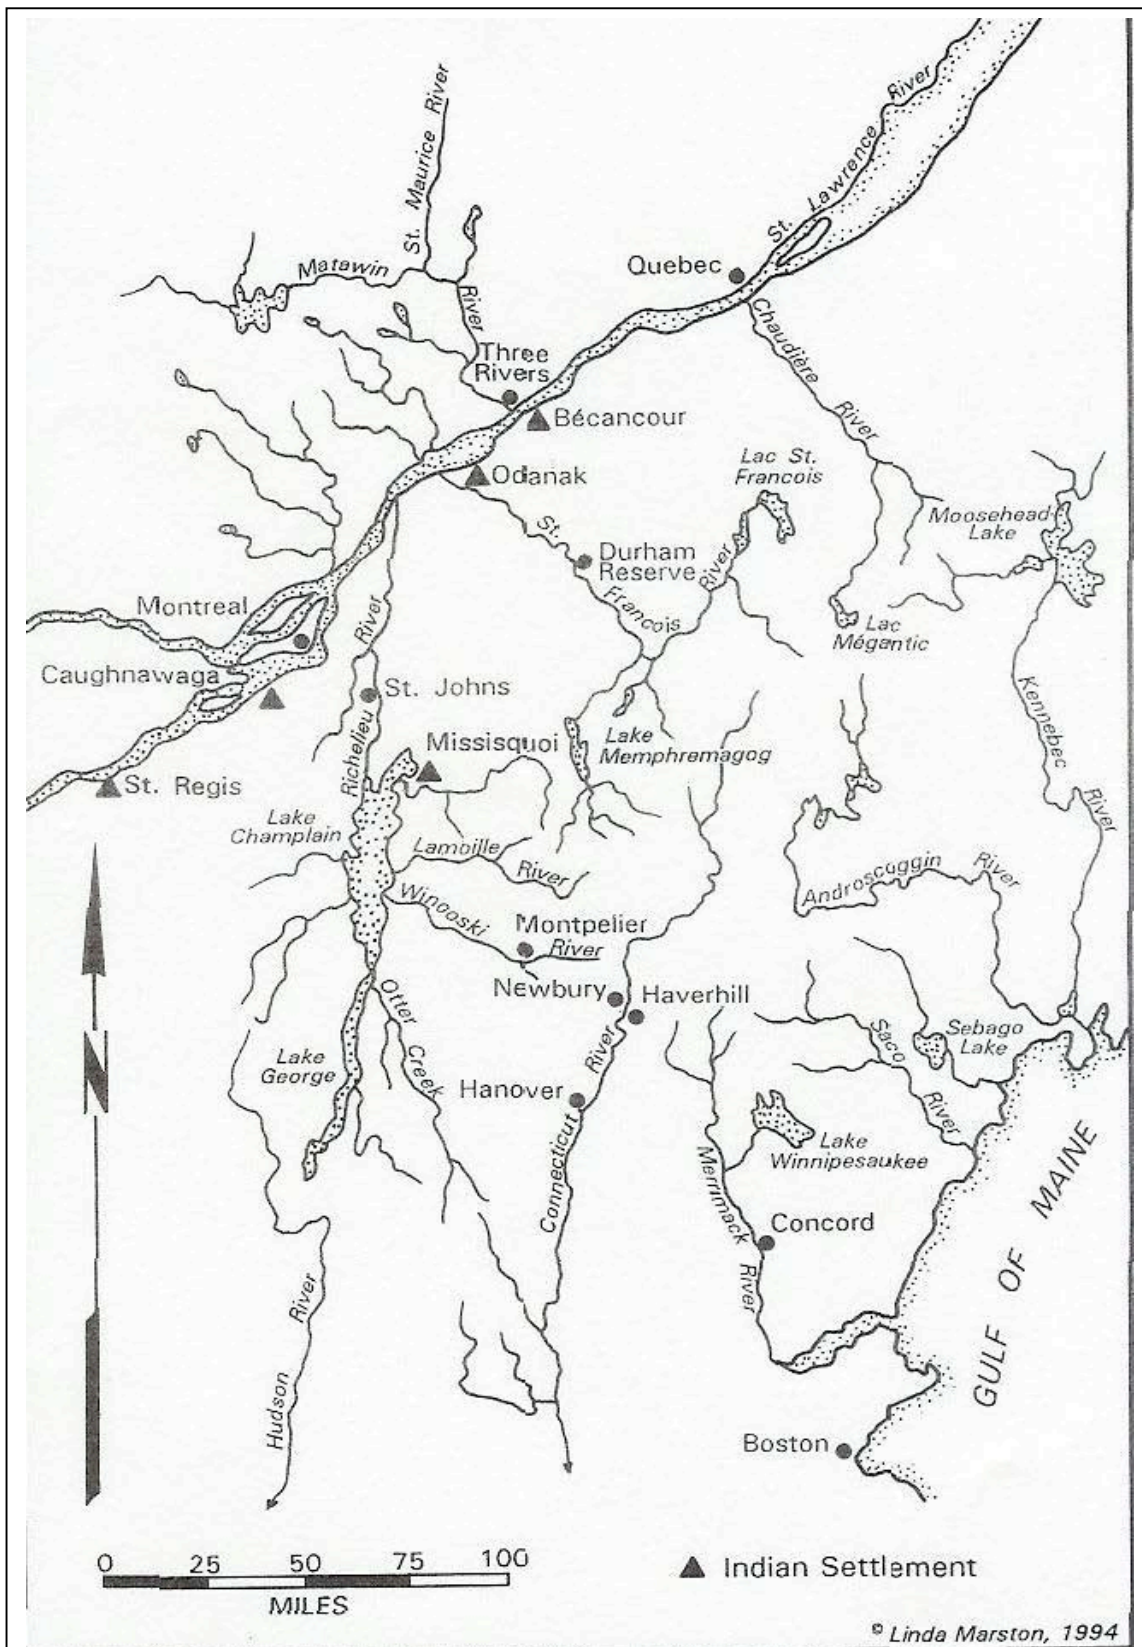 St. Maurice River
St. Lawrence River
Matawin
River
Quebec
Chaudière River
Three
Rivers
Bécancour
Odanak
Lac St.
Francois
St. Francois River
Moosehead
Lake
Durham
Reserve
Montreal
River
Lac
Mégantic
Caughnawaga
St. Johns
Richelieu
Kennebec River
Missisquoi
Lake
Memphremagog
St. Regis
Lake
Champlain
Lamoille River
Androscoggin River
Winooski River
Montpelier
Newbury
Haverhill
Otter Creek
Saco River
Sebago
Lake
N
Lake
George
Hanover
Connecticut River
Lake
Winnipesaukee
Merrimack River
Concord
GULF OF MAINE
Hudson River
Boston
0 25 50 75 100
MILES
Indian Settlement
© Linda Marston, 1994